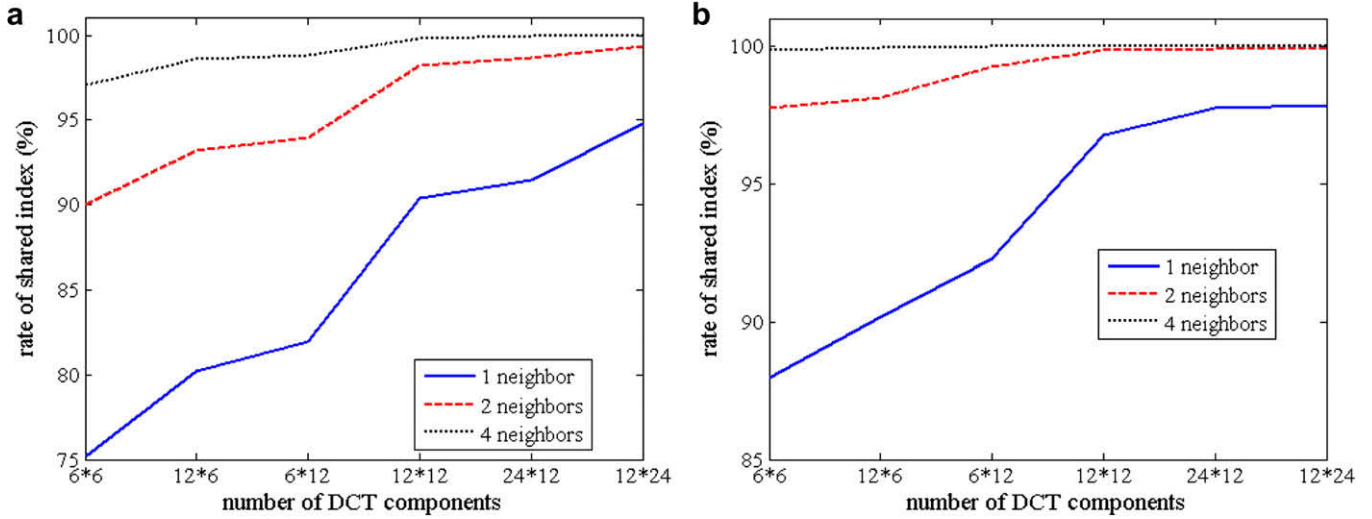 a
rate of shared index (%)
100
95
90
85
80
75
6*6 12*6 6*12 12*12 24*12 12*24
number of DCT components
1 neighbor
2 neighbors
4 neighbors
b
rate of shared index (%)
100
95
90
85
6*6 12*6 6*12 12*12 24*12 12*24
number of DCT components
1 neighbor
2 neighbors
4 neighbors